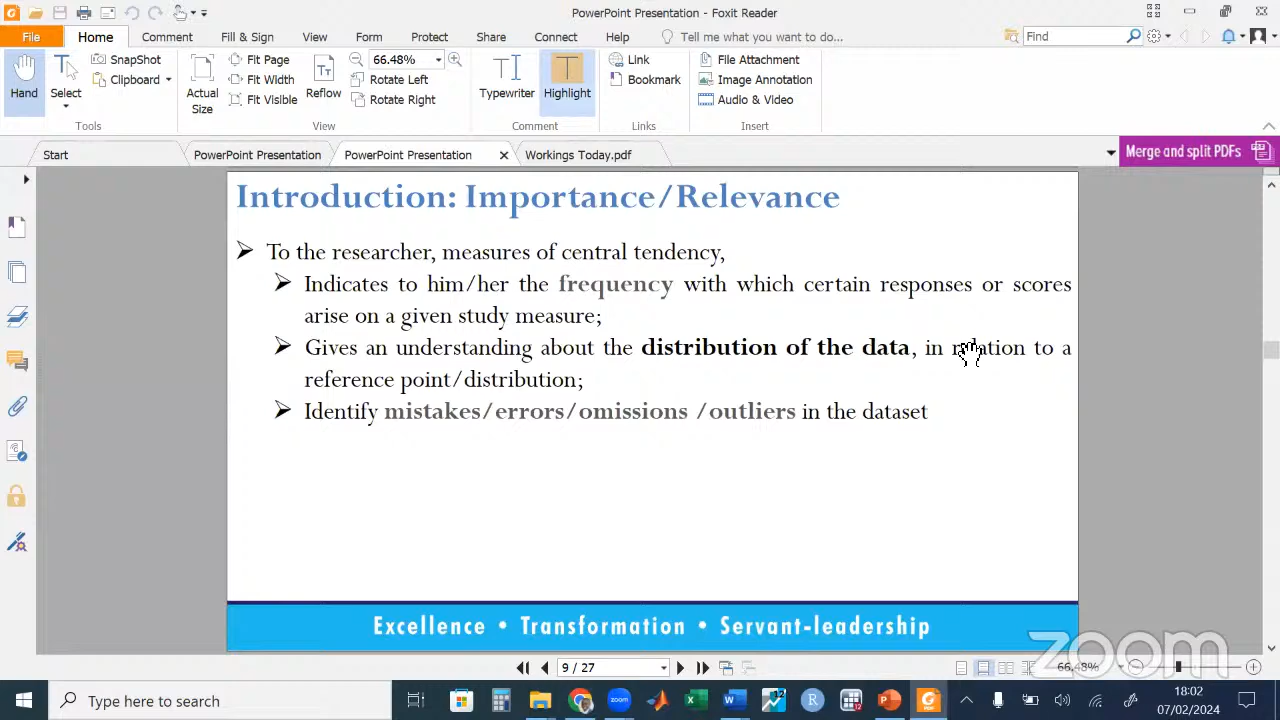 PowerPoint Presentation - Foxit Reader
File Home Comment Fill & Sign View Form Protect Share Connect Help Tell me what you want to do... Find
Hand
Select
SnapShot
Clipboard
Tools
Actual Size
Fit Page
Fit Width
Fit Visible
Reflow
66.48%
Rotate Left
Rotate Right
View
Typewriter
Highlight
Comment
Link
Bookmark
Links
File Attachment
Image Annotation
Audio & Video
Insert
Start PowerPoint Presentation PowerPoint Presentation Workings Today.pdf Merge and split PDFs
Introduction: Importance/Relevance
To the researcher, measures of central tendency,
Indicates to him/her the frequency with which certain responses or scores
arise on a given study measure;
Gives an understanding about the distribution of the data, in relation to a
reference point/distribution;
Identify mistakes/errors/omissions /outliers in the dataset
Excellence • Transformation • Servant-leadership
zoom
9 / 27
66.48%
Type here to search
18:02
07/02/2024